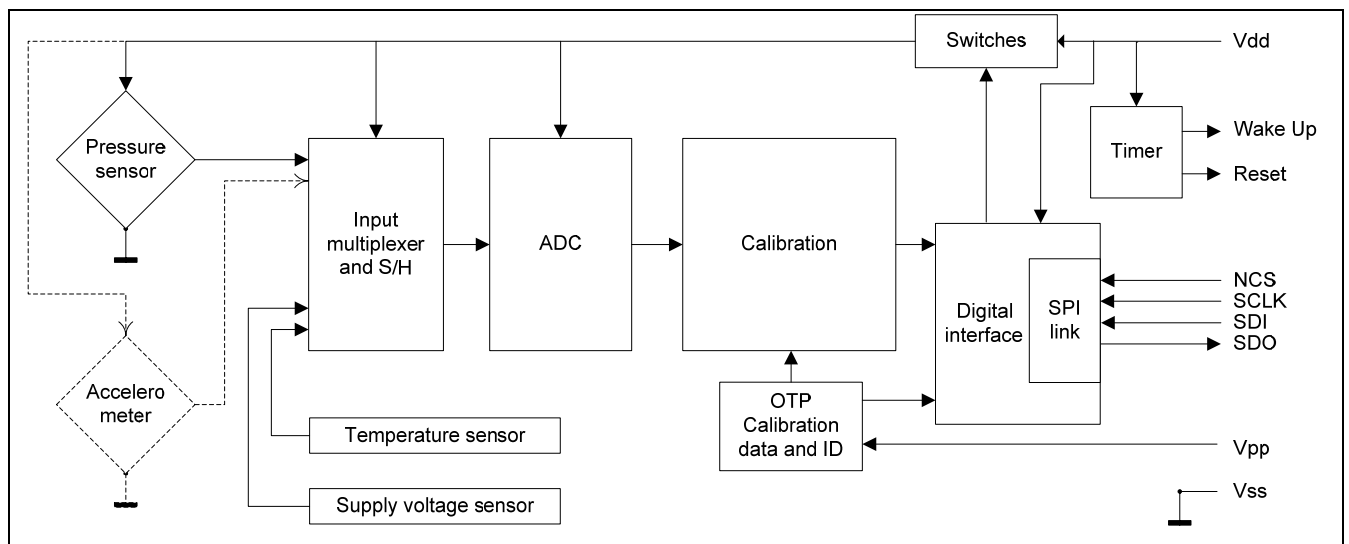 Switches
Vdd
Pressure
sensor
Timer
Wake Up
Reset
Input
multiplexer
and S/H
ADC
Calibration
Digital
interface
SPI
link
NCS
SCLK
SDI
SDO
Accelero
meter
OTP
Calibration
data and ID
Temperature sensor
Vpp
Supply voltage sensor
Vss